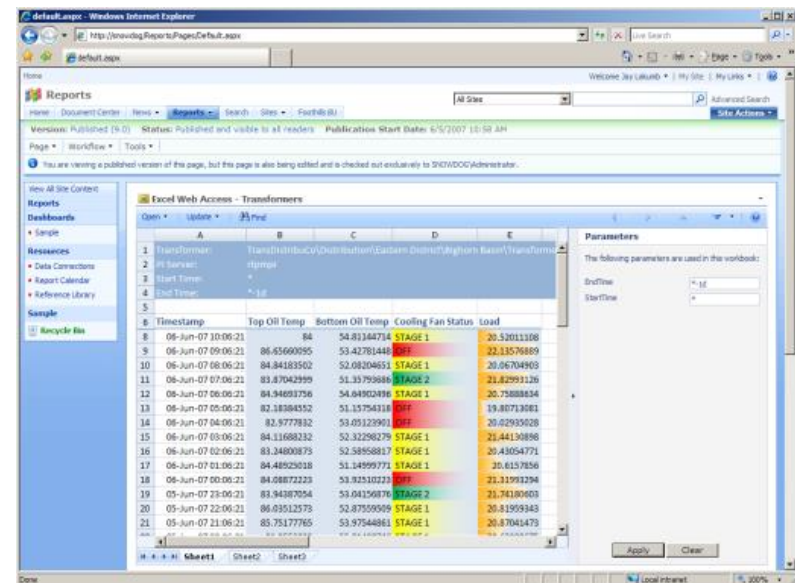 default.aspx - Windows Internet Explorer
http://snowdog/Reports/Pages/Default.aspx
Live Search
default.aspx
Page Tools
Home
Welcome Jay Lakumb | My Site | My Links
Reports
All Sites
Advanced Search
Home Document Center News Reports Search Sites
Site Actions
Version: Published (9.0) Status: Published and visible to all readers Publication Start Date: 6/5/2007 10:58 AM
Page Workflow Tools
You are viewing a published version of this page, but this page is also being edited and is checked out exclusively to SNOWDOG\Administrator.
View All Site Content
Reports
Dashboards
Sample
Resources
Data Connections
Report Calendar
Reference Library
Sample
Recycle Bin
Excel Web Access - Transformers
Open Update Find
A B C D E
1 Transformer: TransDistribuCo\Distribution\Eastern District\Bighorn Basin\Transforme
2 PI Server:
3 Start Time: *
4 End Time: *-1d
5
6 Timestamp Top Oil Temp Bottom Oil Temp Cooling Fan Status Load
8 06-Jun-07 10:06:21 84 54.81144714 STAGE 1 20.52011108
9 06-Jun-07 09:06:21 86.65660095 53.42781448 OFF 22.13576889
10 06-Jun-07 08:06:21 84.84183502 52.08204651 STAGE 1 20.06704903
11 06-Jun-07 07:06:21 83.87042999 51.35793686 STAGE 2 21.82993126
12 06-Jun-07 06:06:21 84.94693756 54.64902496 STAGE 1 20.75888634
13 06-Jun-07 05:06:21 82.18384552 51.15754318 OFF 19.80713081
14 06-Jun-07 04:06:21 82.9777832 53.05123901 OFF 20.02935028
15 06-Jun-07 03:06:21 84.11688232 52.32298279 STAGE 1 21.44130898
16 06-Jun-07 02:06:21 83.24800873 52.58958817 STAGE 1 20.43054771
17 06-Jun-07 01:06:21 84.48925018 51.14999771 STAGE 1 20.6157856
18 06-Jun-07 00:06:21 84.08872223 53.92510223 OFF 21.31993294
19 05-Jun-07 23:06:21 83.94387054 53.04156876 STAGE 2 21.74180603
20 05-Jun-07 22:06:21 86.03512573 52.87559509 STAGE 1 20.81959343
21 05-Jun-07 21:06:21 85.75177765 53.97544861 STAGE 1 20.87041473
Sheet1 Sheet2 Sheet3
Parameters
The following parameters are used in this workbook:
EndTime *-1d
StartTime *
Apply Clear
Done
Local intranet 100%